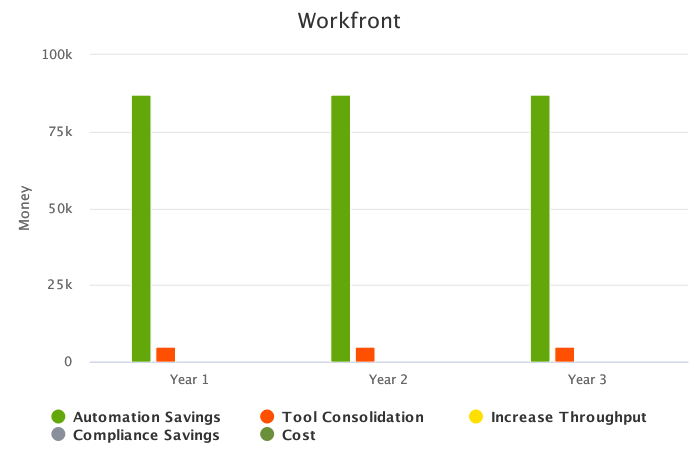 Workfront
100k
75k
50k
25k
0
Money
Year 1 Year 2 Year 3
Automation Savings Tool Consolidation Increase Throughput
Compliance Savings Cost